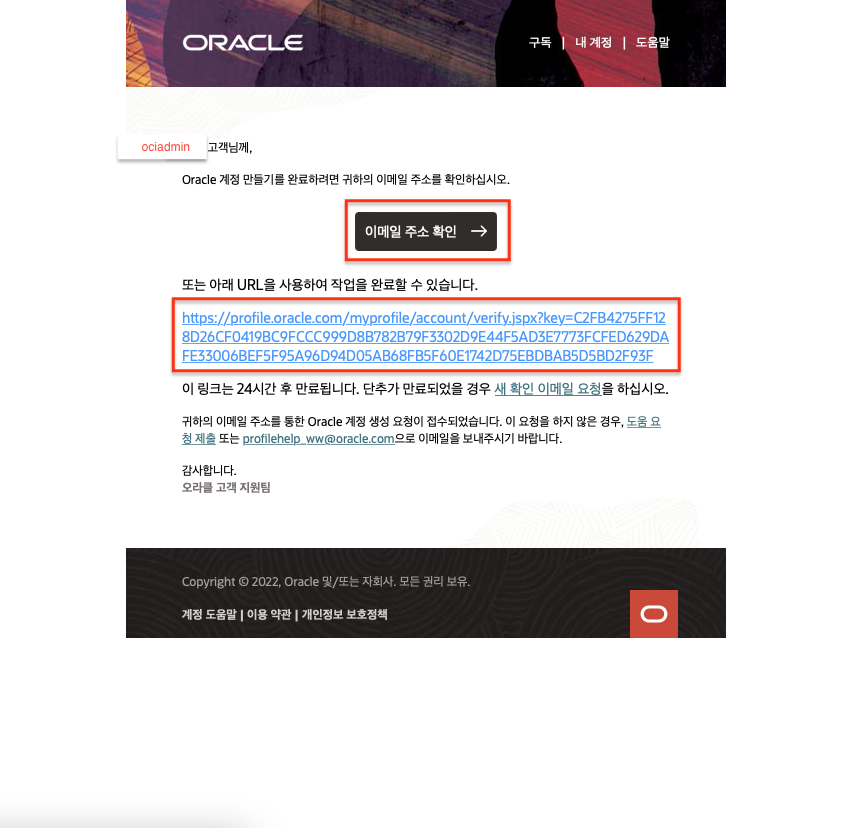 ORACLE
구독 | 내 계정 | 도움말
ociadmin 고객님께,
Oracle 계정 만들기를 완료하려면 귀하의 이메일 주소를 확인하십시오.
이메일 주소 확인 →
또는 아래 URL을 사용하여 작업을 완료할 수 있습니다.
https://profile.oracle.com/myprofile/account/verify.jspx?key=C2FB4275FF12
8D26CF0419BC9FCCC999D8B782B79F3302D9E44F5AD3E7773FCFED629DA
FE33006BEF5F95A96D94D05AB68FB5F60E1742D75EBDBAB5D5BD2F93F
이 링크는 24시간 후 만료됩니다. 단추가 만료되었을 경우 새 확인 이메일 요청을 하십시오.
귀하의 이메일 주소를 통한 Oracle 계정 생성 요청이 접수되었습니다. 이 요청을 하지 않은 경우, 도움 요
청 제출 또는 profilehelp_ww@oracle.com으로 이메일을 보내주시기 바랍니다.
감사합니다.
오라클 고객 지원팀
Copyright © 2022, Oracle 및/또는 자회사. 모든 권리 보유.
계정 도움말 | 이용 약관 | 개인정보 보호정책